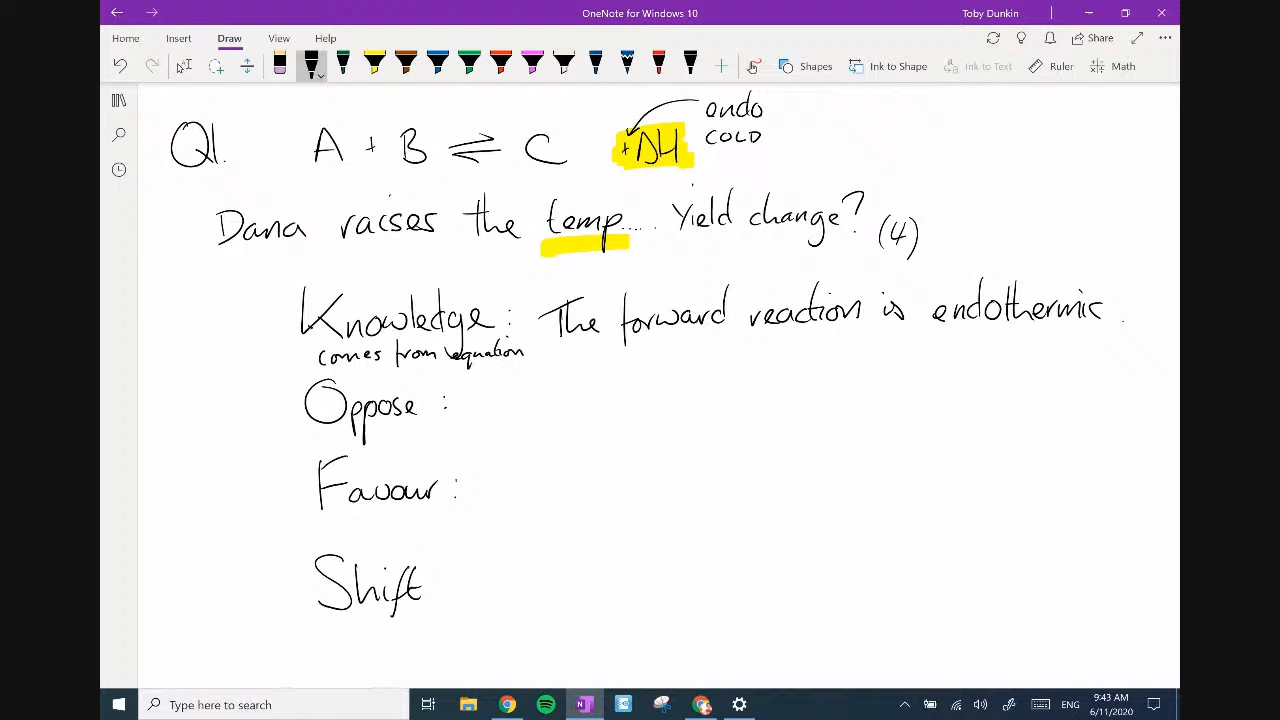 OneNote for Windows 10
Toby Dunkin
Home Insert Draw View Help
Share
Shapes Ink to Shape Ink to Text Ruler Math
endo
COLD
Q1. A + B ⇌ C +ΔH
Dana raises the temp..... Yield change? (4)
Knowledge: The forward reaction is endothermic.
comes from equation
Oppose :
Favour :
Shift
Type here to search
ENG
9:43 AM
6/11/2020